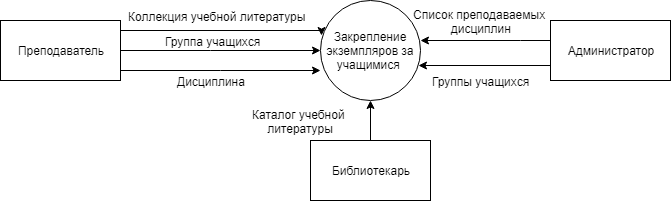 Коллекция учебной литературы
Преподаватель
Группа учащихся
Дисциплина
Закрепление
экземпляров за
учащимися
Список преподаваемых
дисциплин
Администратор
Группы учащихся
Каталог учебной
литературы
Библиотекарь